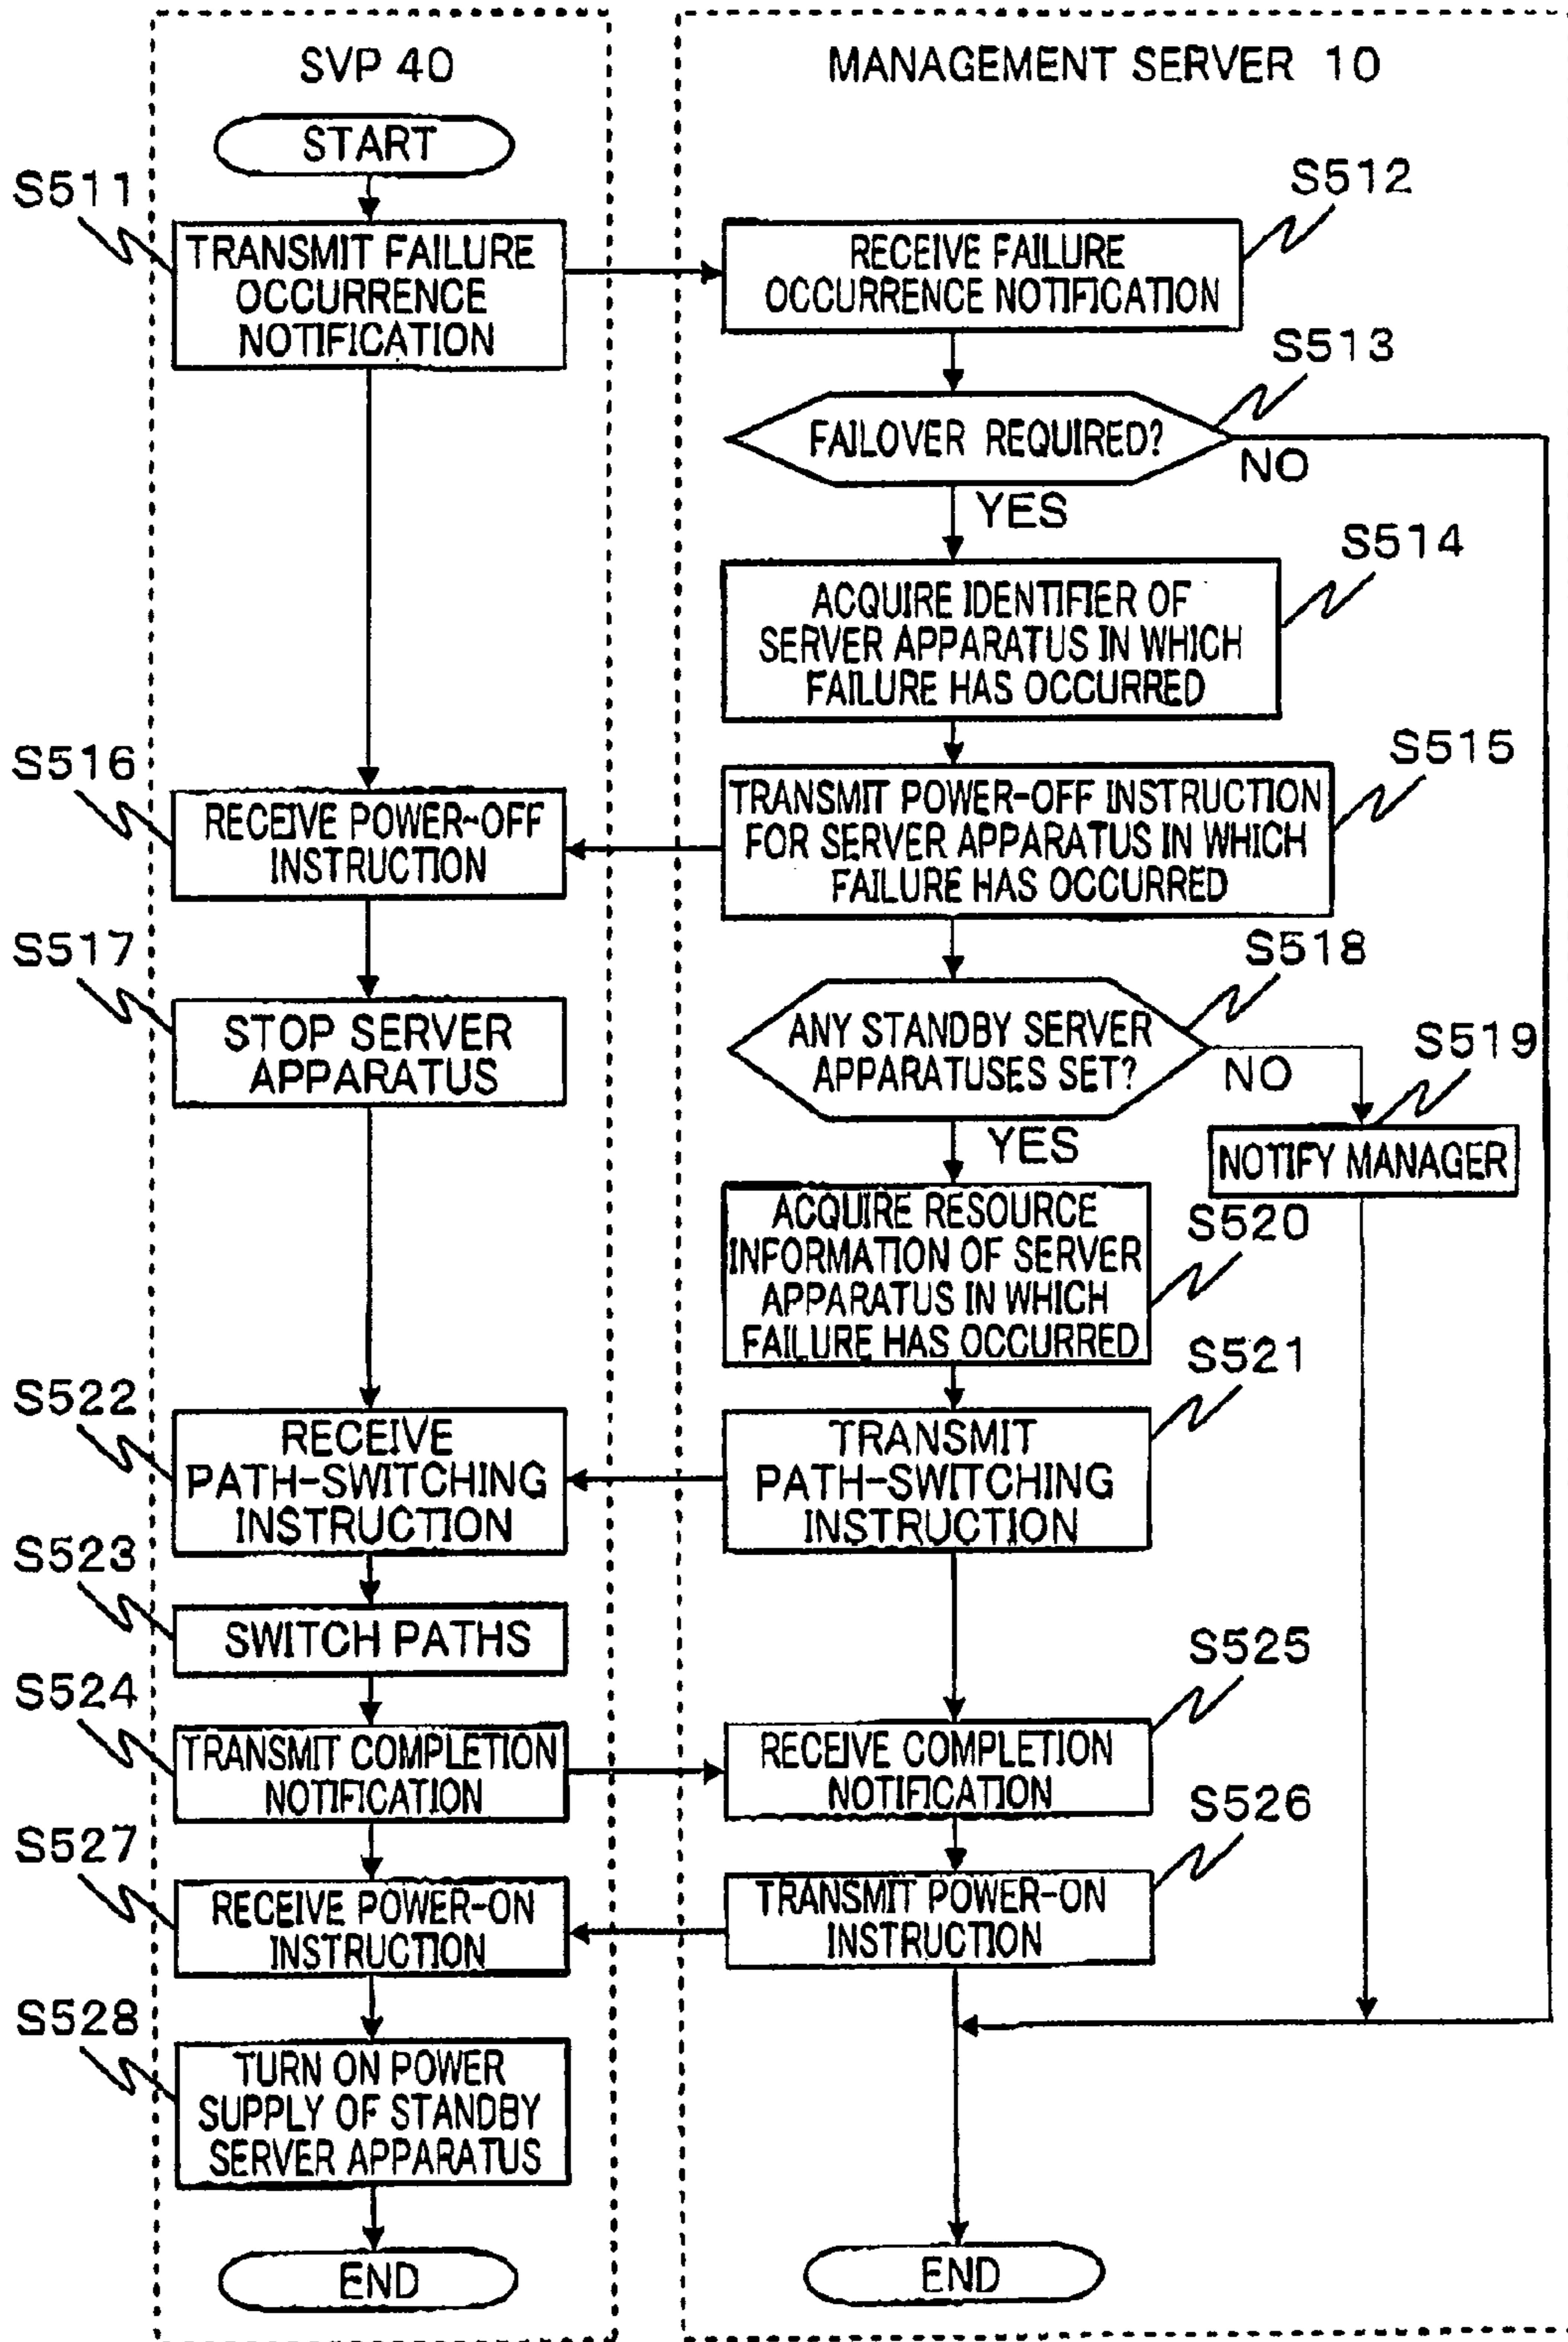 SVP 40
START
S511
TRANSMIT FAILURE
OCCURRENCE
NOTIFICATION
S516
RECEIVE POWER-OFF
INSTRUCTION
S517
STOP SERVER
APPARATUS
S522
RECEIVE
PATH-SWITCHING
INSTRUCTION
S523
SWITCH PATHS
S524
TRANSMIT COMPLETION
NOTIFICATION
S527
RECEIVE POWER-ON
INSTRUCTION
S528
TURN ON POWER
SUPPLY OF STANDBY
SERVER APPARATUS
END
MANAGEMENT SERVER 10
S512
RECEIVE FAILURE
OCCURRENCE NOTIFICATION
S513
FAILOVER REQUIRED?
NO
YES
S514
ACQUIRE IDENTIFIER OF
SERVER APPARATUS IN WHICH
FAILURE HAS OCCURRED
S515
TRANSMIT POWER-OFF INSTRUCTION
FOR SERVER APPARATUS IN WHICH
FAILURE HAS OCCURRED
S518
ANY STANDBY SERVER
APPARATUSES SET?
NO
S519
NOTIFY MANAGER
YES
S520
ACQUIRE RESOURCE
INFORMATION OF SERVER
APPARATUS IN WHICH
FAILURE HAS OCCURRED
S521
TRANSMIT
PATH-SWITCHING
INSTRUCTION
S525
RECEIVE COMPLETION
NOTIFICATION
S526
TRANSMIT POWER-ON
INSTRUCTION
END